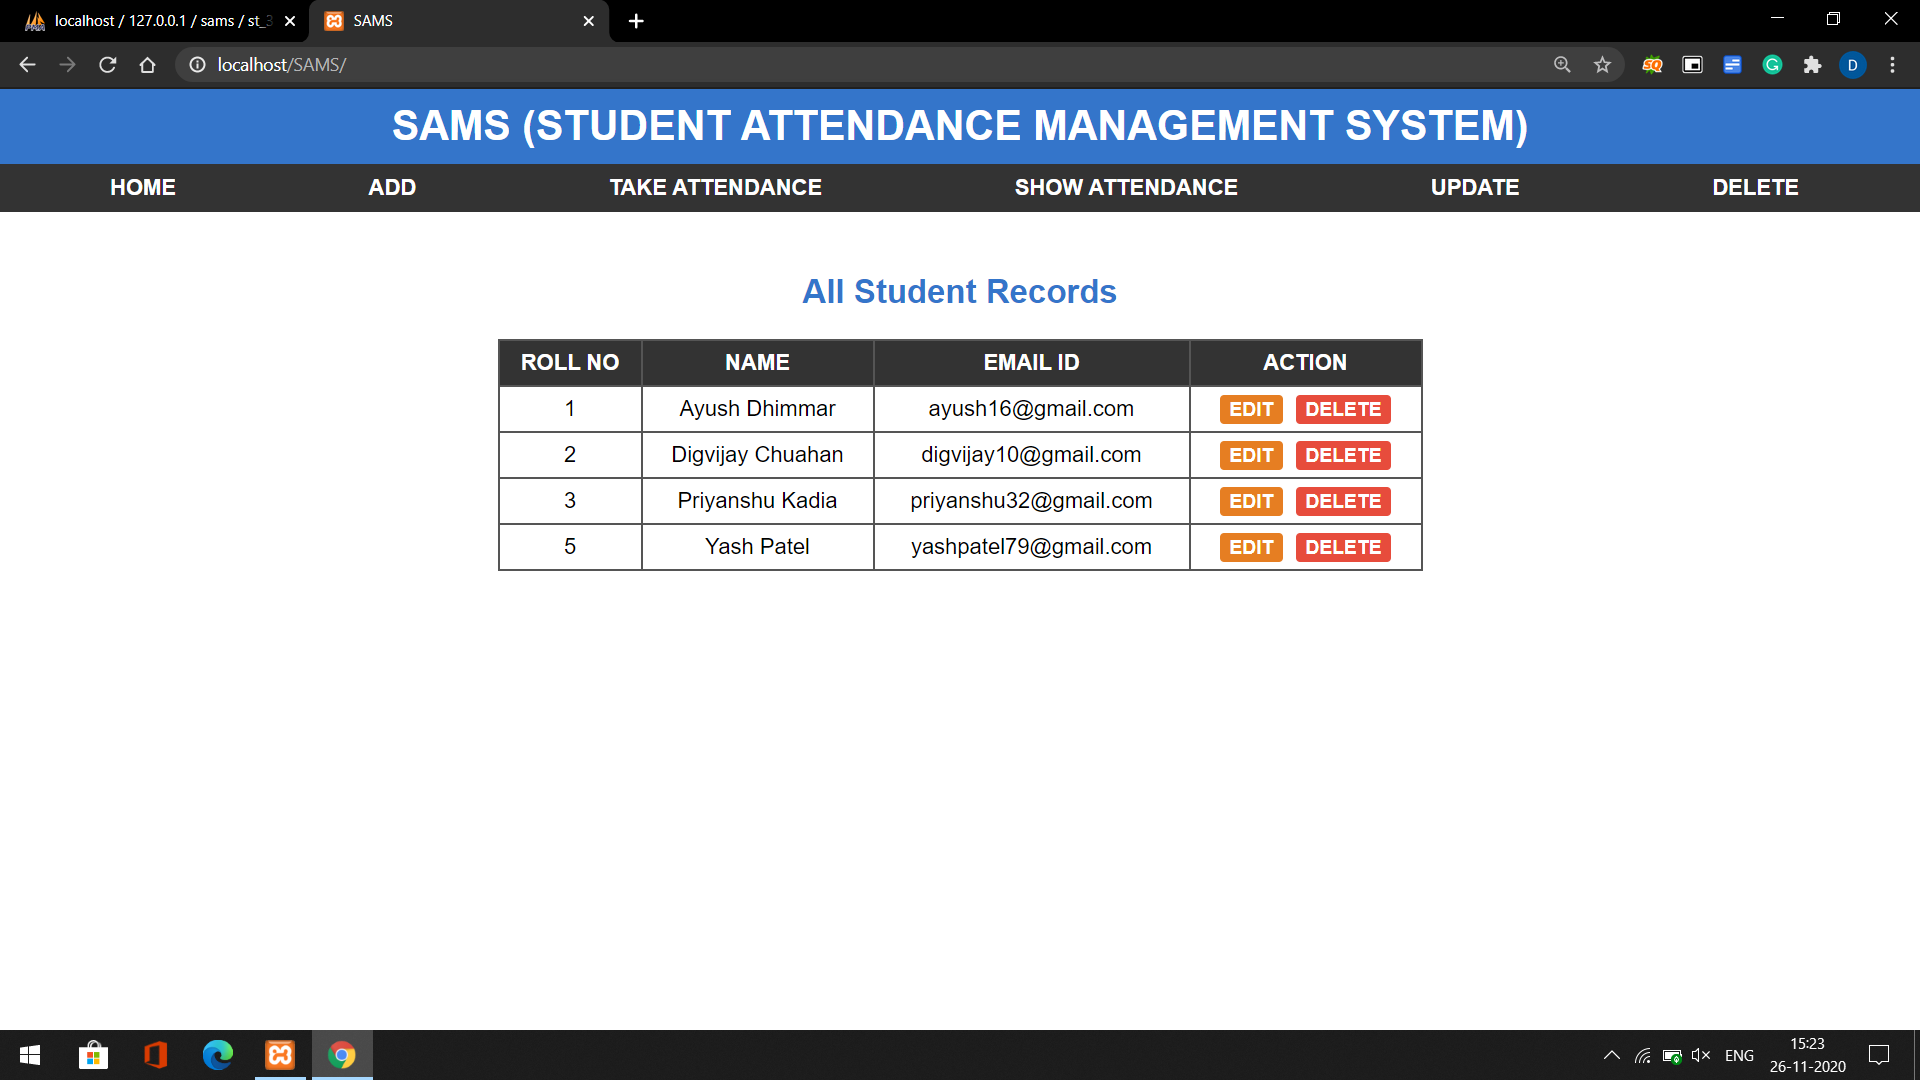 localhost / 127.0.0.1 / sams / st_3
SAMS
localhost/SAMS/
D
SAMS (STUDENT ATTENDANCE MANAGEMENT SYSTEM)
HOME ADD TAKE ATTENDANCE SHOW ATTENDANCE UPDATE DELETE
All Student Records
ROLL NO NAME EMAIL ID ACTION
1 Ayush Dhimmar ayush16@gmail.com EDIT DELETE
2 Digvijay Chuahan digvijay10@gmail.com EDIT DELETE
3 Priyanshu Kadia priyanshu32@gmail.com EDIT DELETE
5 Yash Patel yashpatel79@gmail.com EDIT DELETE
ENG
15:23
26-11-2020